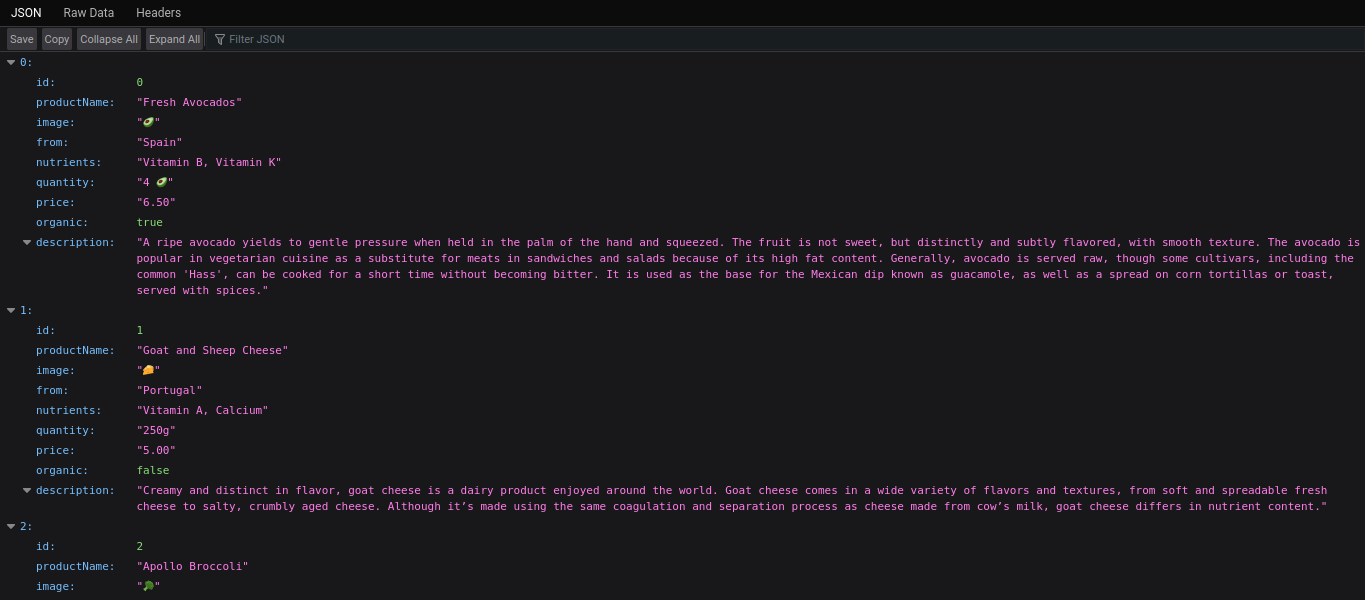 JSON Raw Data Headers
Save Copy Collapse All Expand All Filter JSON
0:
id: 0
productName: "Fresh Avocados"
image: "🥑"
from: "Spain"
nutrients: "Vitamin B, Vitamin K"
quantity: "4 🥑"
price: "6.50"
organic: true
description: "A ripe avocado yields to gentle pressure when held in the palm of the hand and squeezed. The fruit is not sweet, but distinctly and subtly flavored, with smooth texture. The avocado is
popular in vegetarian cuisine as a substitute for meats in sandwiches and salads because of its high fat content. Generally, avocado is served raw, though some cultivars, including the
common 'Hass', can be cooked for a short time without becoming bitter. It is used as the base for the Mexican dip known as guacamole, as well as a spread on corn tortillas or toast,
served with spices."
1:
id: 1
productName: "Goat and Sheep Cheese"
image: "🧀"
from: "Portugal"
nutrients: "Vitamin A, Calcium"
quantity: "250g"
price: "5.00"
organic: false
description: "Creamy and distinct in flavor, goat cheese is a dairy product enjoyed around the world. Goat cheese comes in a wide variety of flavors and textures, from soft and spreadable fresh
cheese to salty, crumbly aged cheese. Although it’s made using the same coagulation and separation process as cheese made from cow’s milk, goat cheese differs in nutrient content."
2:
id: 2
productName: "Apollo Broccoli"
image: "🥦"